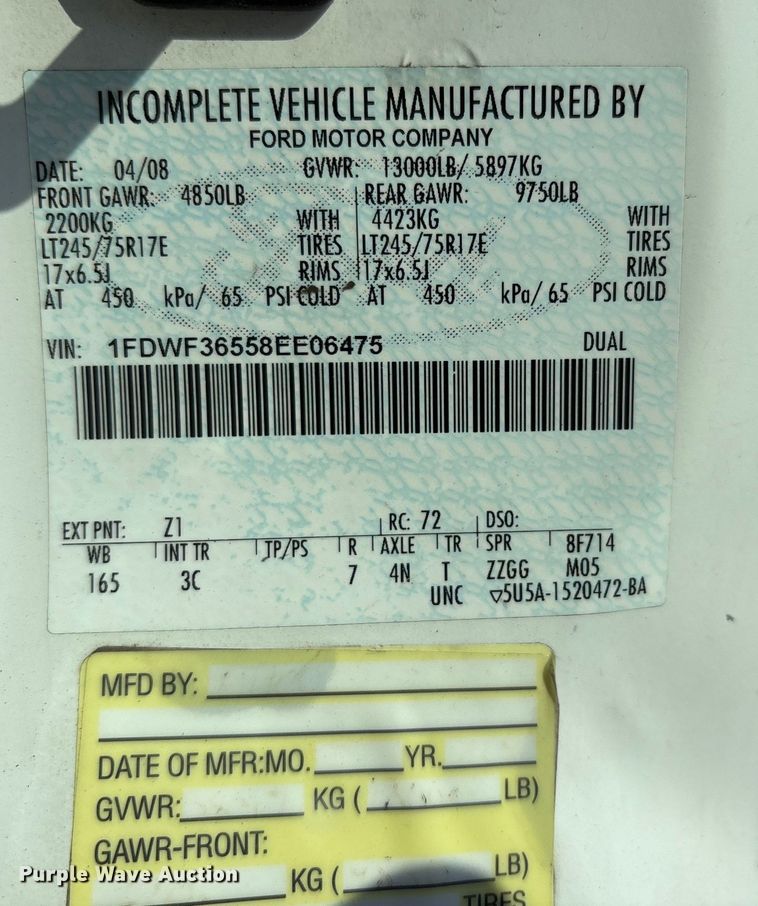 INCOMPLETE VEHICLE MANUFACTURED BY
FORD MOTOR COMPANY
DATE: 04/08 GVWR: 13000LB/ 5897KG
FRONT GAWR: 4850LB REAR GAWR: 9750LB
2200KG WITH 4423KG WITH
LT245/75R17E TIRES LT245/75R17E TIRES
17x6.5J RIMS 17x6.5J RIMS
AT 450 kPa/ 65 PSI COLD AT 450 kPa/ 65 PSI COLD
VIN: 1FDWF36558EE06475 DUAL
EXT PNT: Z1 RC: 72 DSO:
WB INT TR TP/PS R AXLE TR SPR 8F714
165 3C 7 4N T ZZGG M05
UNC ▽5U5A-1520472-BA
MFD BY:
DATE OF MFR:MO. YR.
GVWR: KG ( LB)
GAWR-FRONT:
KG ( LB)
TIRES
Purple Wave Auction